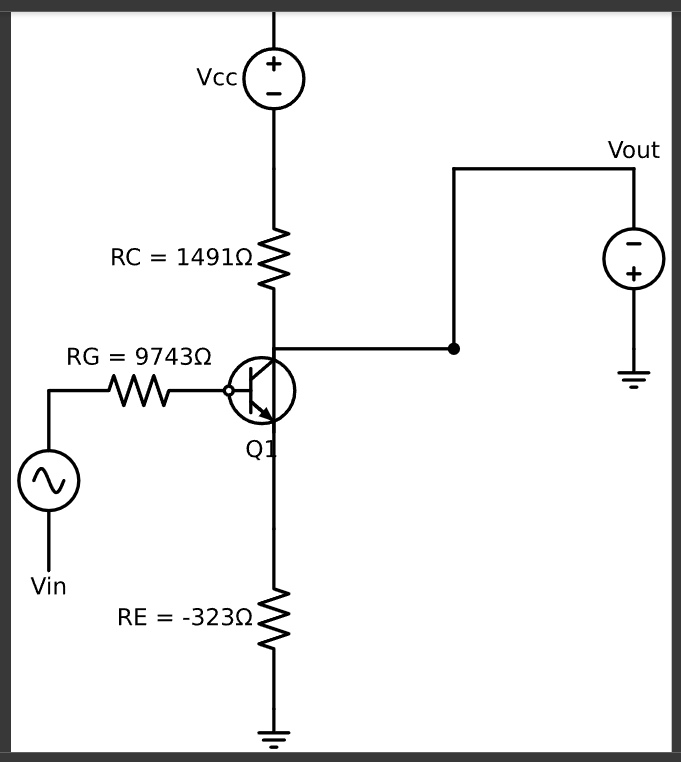 Vcc
Vout
RC = 1491Ω
RG = 9743Ω
Q1
Vin
RE = -323Ω